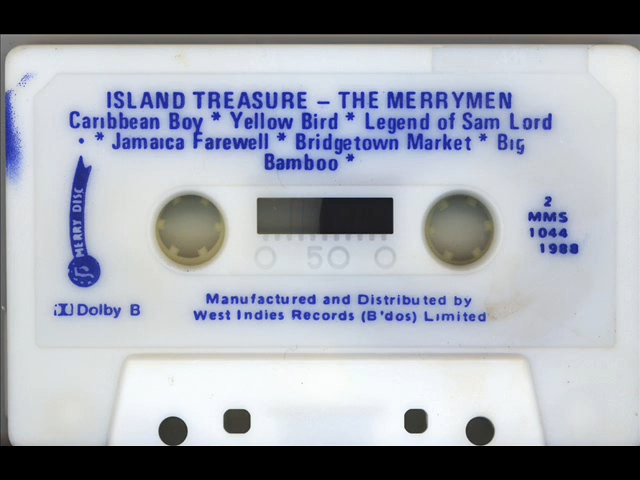 ISLAND TREASURE – THE MERRYMEN
Caribbean Boy * Yellow Bird * Legend of Sam Lord
* Jamaica Farewell * Bridgetown Market * Big
Bamboo *
MERRY DISC
2
MMS
1044
1988
50
Dolby B
Manufactured and Distributed by
West Indies Records (B'dos) Limited